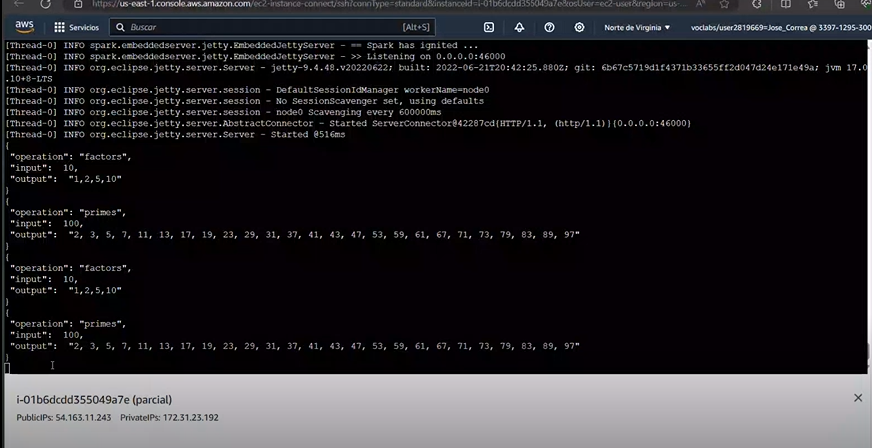 https://us-east-1.console.aws.amazon.com/ec2-instance-connect/ssh?connType=standard&instanceId=i-01b6dcdd355049a7e&osUser=ec2-user&region=us-...
aws Servicios Buscar [Alt+S] Norte de Virginia voclabs/user2819669=Jose_Correa @ 3397-1295-300
[Thread-0] INFO spark.embeddedserver.jetty.EmbeddedJettyServer - == Spark has ignited ...
[Thread-0] INFO spark.embeddedserver.jetty.EmbeddedJettyServer - >> Listening on 0.0.0.0:46000
[Thread-0] INFO org.eclipse.jetty.server.Server - jetty-9.4.48.v20220622; built: 2022-06-21T20:42:25.880Z; git: 6b67c5719d1f4371b33655ff2d047d24e171e49a; jvm 17.0
.10+8-LTS
[Thread-0] INFO org.eclipse.jetty.server.session - DefaultSessionIdManager workerName=node0
[Thread-0] INFO org.eclipse.jetty.server.session - No SessionScavenger set, using defaults
[Thread-0] INFO org.eclipse.jetty.server.session - node0 Scavenging every 600000ms
[Thread-0] INFO org.eclipse.jetty.server.AbstractConnector - Started ServerConnector@42287cd{HTTP/1.1, (http/1.1)}{0.0.0.0:46000}
[Thread-0] INFO org.eclipse.jetty.server.Server - Started @516ms
{
"operation": "factors",
"input": 10,
"output": "1,2,5,10"
}
{
"operation": "primes",
"input": 100,
"output": "2, 3, 5, 7, 11, 13, 17, 19, 23, 29, 31, 37, 41, 43, 47, 53, 59, 61, 67, 71, 73, 79, 83, 89, 97"
}
{
"operation": "factors",
"input": 10,
"output": "1,2,5,10"
}
{
"operation": "primes",
"input": 100,
"output": "2, 3, 5, 7, 11, 13, 17, 19, 23, 29, 31, 37, 41, 43, 47, 53, 59, 61, 67, 71, 73, 79, 83, 89, 97"
}
i-01b6dcdd355049a7e (parcial)
PublicIPs: 54.163.11.243 PrivateIPs: 172.31.23.192